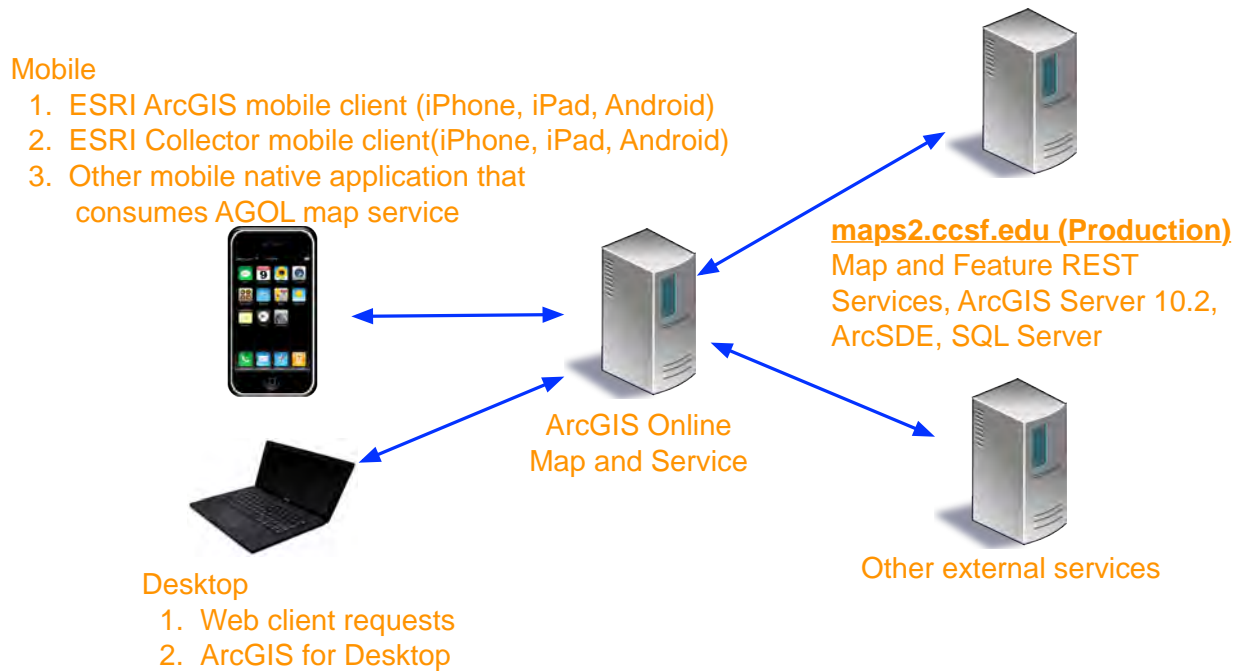 Mobile
1. ESRI ArcGIS mobile client (iPhone, iPad, Android)
2. ESRI Collector mobile client(iPhone, iPad, Android)
3. Other mobile native application that
consumes AGOL map service
maps2.ccsf.edu (Production)
Map and Feature REST
Services, ArcGIS Server 10.2,
ArcSDE, SQL Server
ArcGIS Online
Map and Service
Other external services
Desktop
1. Web client requests
2. ArcGIS for Desktop